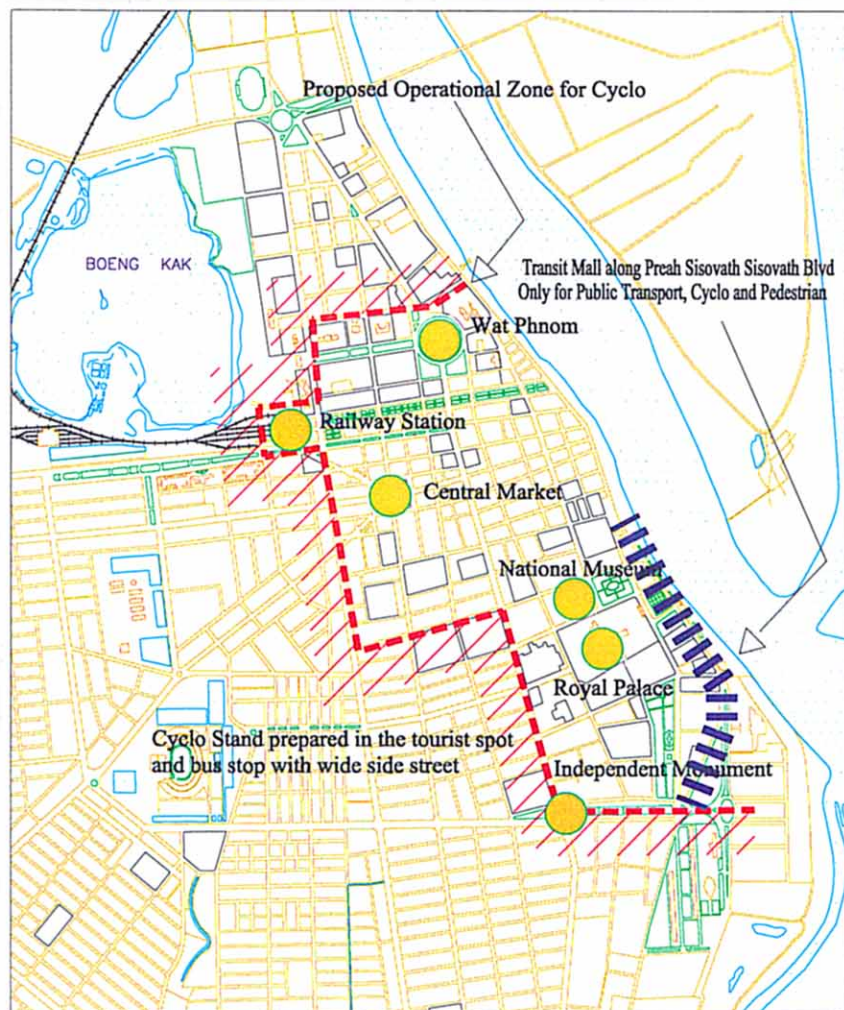 Proposed Operational Zone for Cyclo
BOENG KAK
Transit Mall along Preah Sisovath Sisovath Blvd
Only for Public Transport, Cyclo and Pedestrian
Wat Phnom
Railway Station
Central Market
National Museum
Royal Palace
Cyclo Stand prepared in the tourist spot
and bus stop with wide side street
Independent Monument